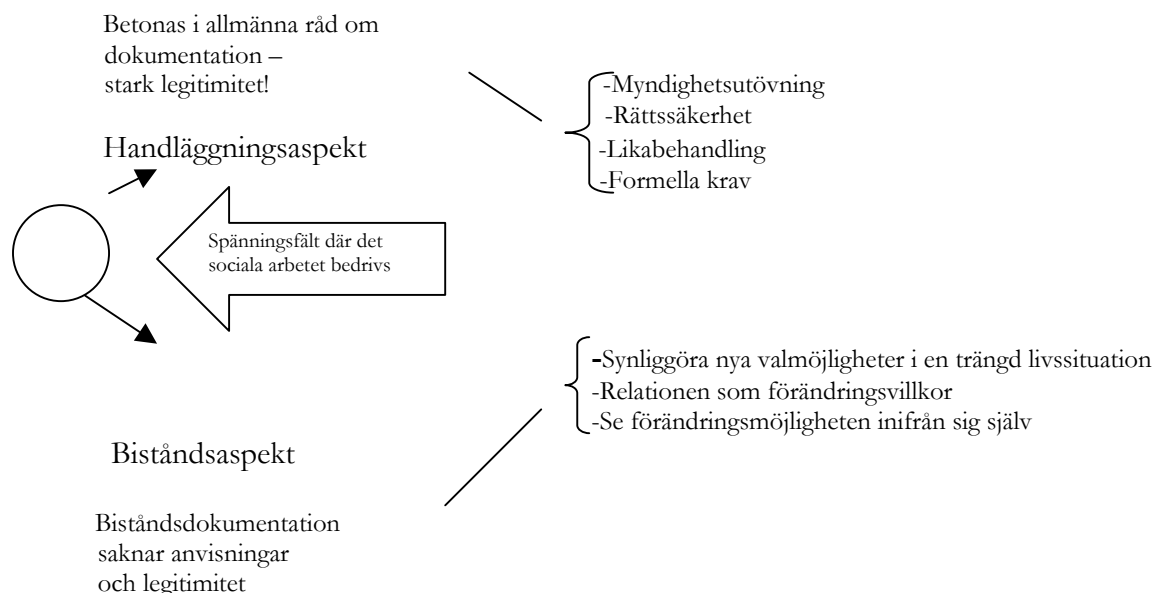 Betonas i allmänna råd om
dokumentation –
stark legitimitet!
-Myndighetsutövning
-Rättssäkerhet
-Likabehandling
-Formella krav
Handläggningsaspekt
Spänningsfält där det
sociala arbetet bedrivs
-Synliggöra nya valmöjligheter i en trängd livssituation
-Relationen som förändringsvillkor
-Se förändringsmöjligheten inifrån sig själv
Biståndsaspekt
Biståndsdokumentation
saknar anvisningar
och legitimitet